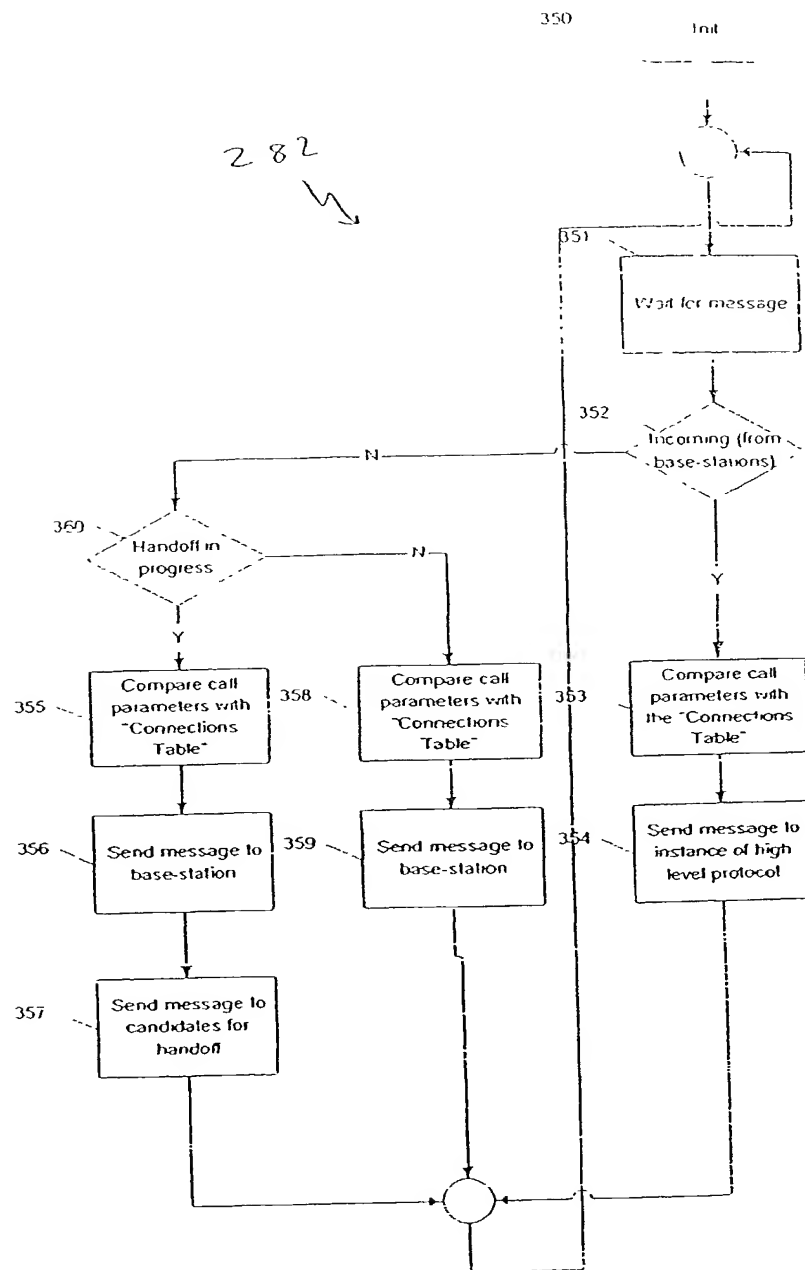 350
Init
282
351
Wait for message
352
Incoming (from
base-stations)
N
360
Handoff in
progress
N
Y
Y
355
Compare call
parameters with
"Connections
Table"
358
Compare call
parameters with
"Connections
Table"
353
Compare call
parameters with
the "Connections
Table"
356
Send message to
base-station
359
Send message to
base-station
354
Send message to
instance of high
level protocol
357
Send message to
candidates for
handoff